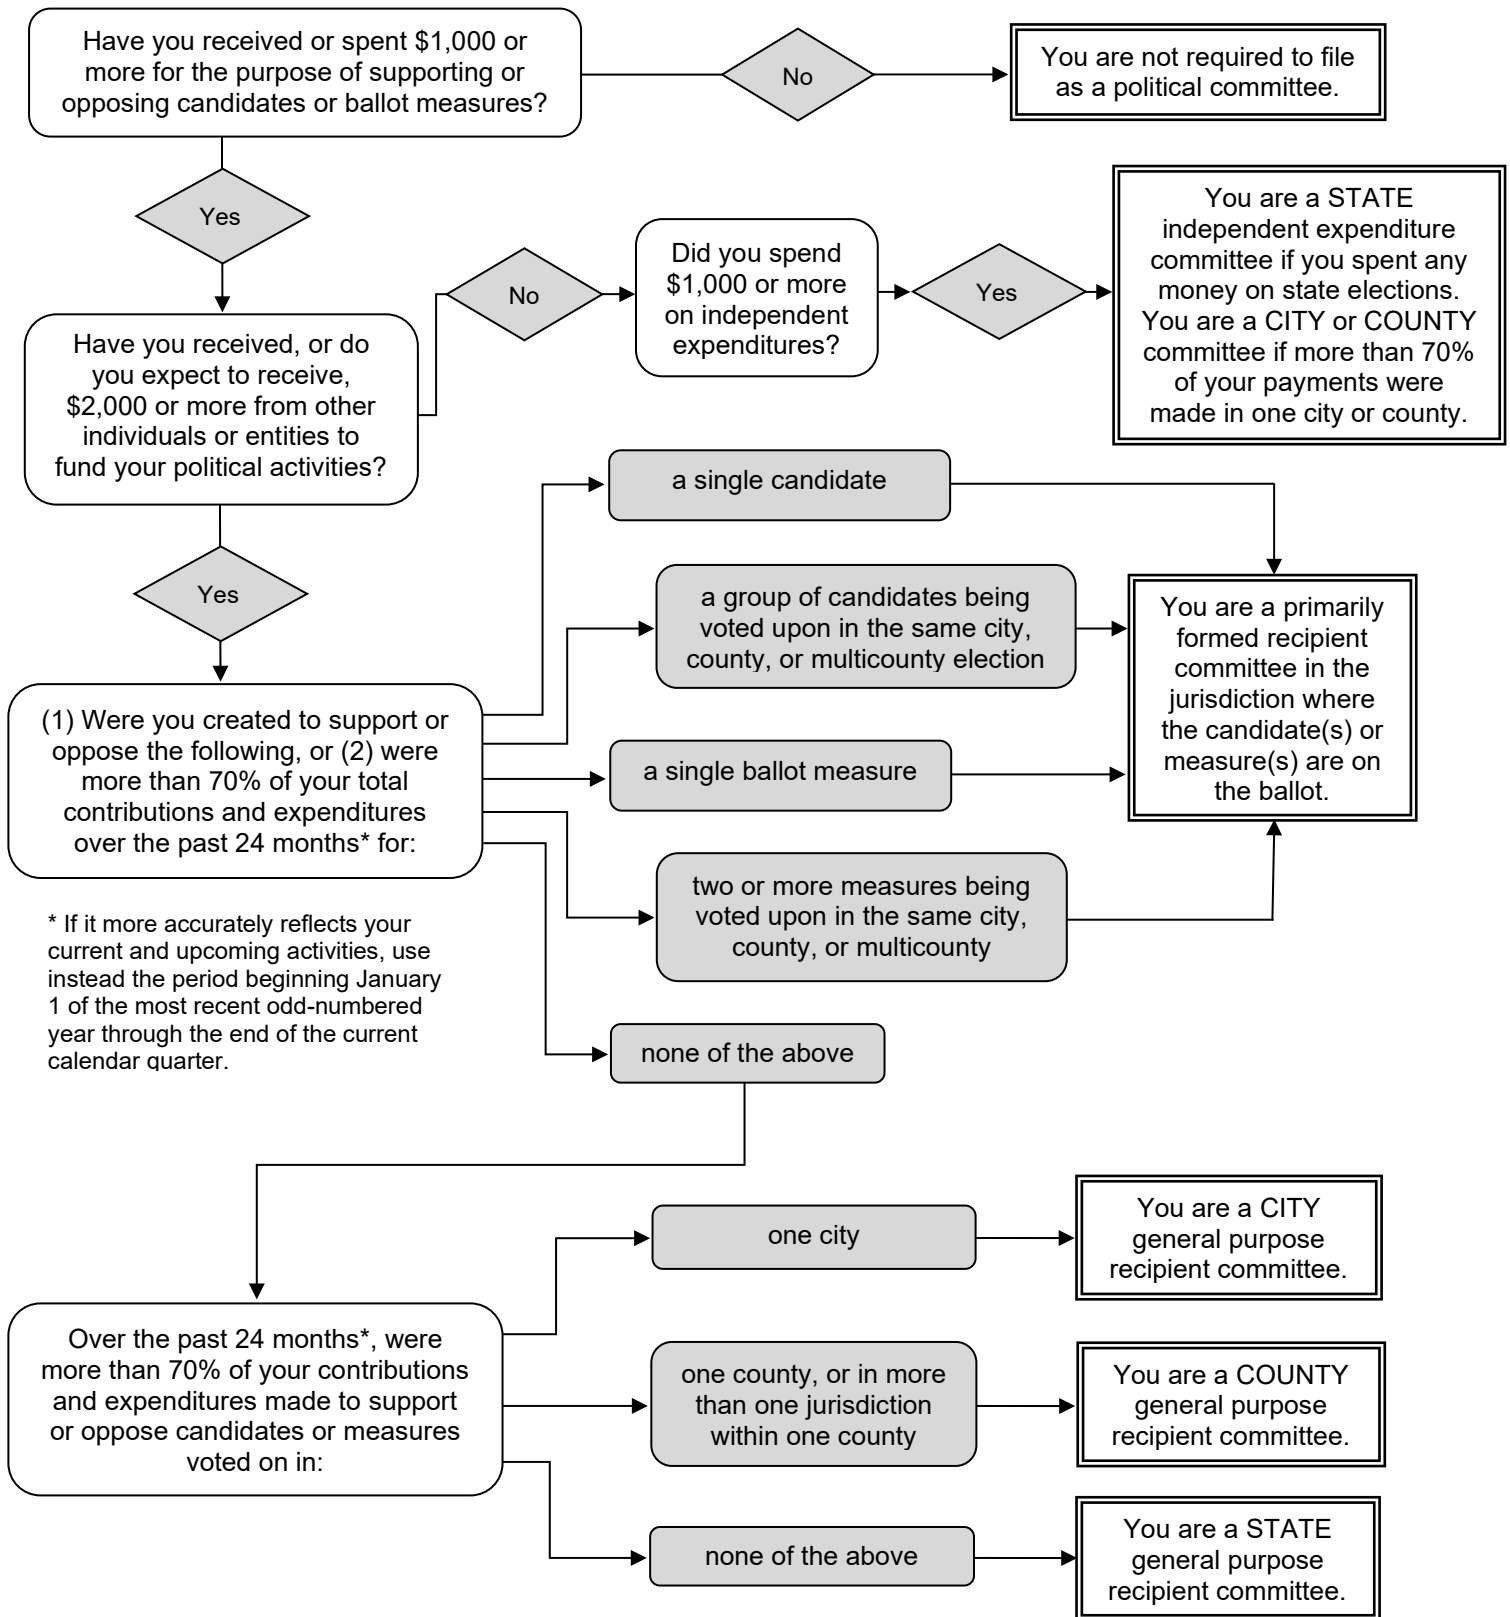 Have you received or spent $1,000 or
more for the purpose of supporting or
opposing candidates or ballot measures?
No
You are not required to file
as a political committee.
Yes
Have you received, or do
you expect to receive,
$2,000 or more from other
individuals or entities to
fund your political activities?
No
Did you spend
$1,000 or more
on independent
expenditures?
Yes
You are a STATE
independent expenditure
committee if you spent any
money on state elections.
You are a CITY or COUNTY
committee if more than 70%
of your payments were
made in one city or county.
Yes
(1) Were you created to support or
oppose the following, or (2) were
more than 70% of your total
contributions and expenditures
over the past 24 months* for:
* If it more accurately reflects your
current and upcoming activities, use
instead the period beginning January
1 of the most recent odd-numbered
year through the end of the current
calendar quarter.
a single candidate
a group of candidates being
voted upon in the same city,
county, or multicounty election
a single ballot measure
two or more measures being
voted upon in the same city,
county, or multicounty
none of the above
You are a primarily
formed recipient
committee in the
jurisdiction where
the candidate(s) or
measure(s) are on
the ballot.
Over the past 24 months*, were
more than 70% of your contributions
and expenditures made to support
or oppose candidates or measures
voted on in:
one city
You are a CITY
general purpose
recipient committee.
one county, or in more
than one jurisdiction
within one county
You are a COUNTY
general purpose
recipient committee.
none of the above
You are a STATE
general purpose
recipient committee.